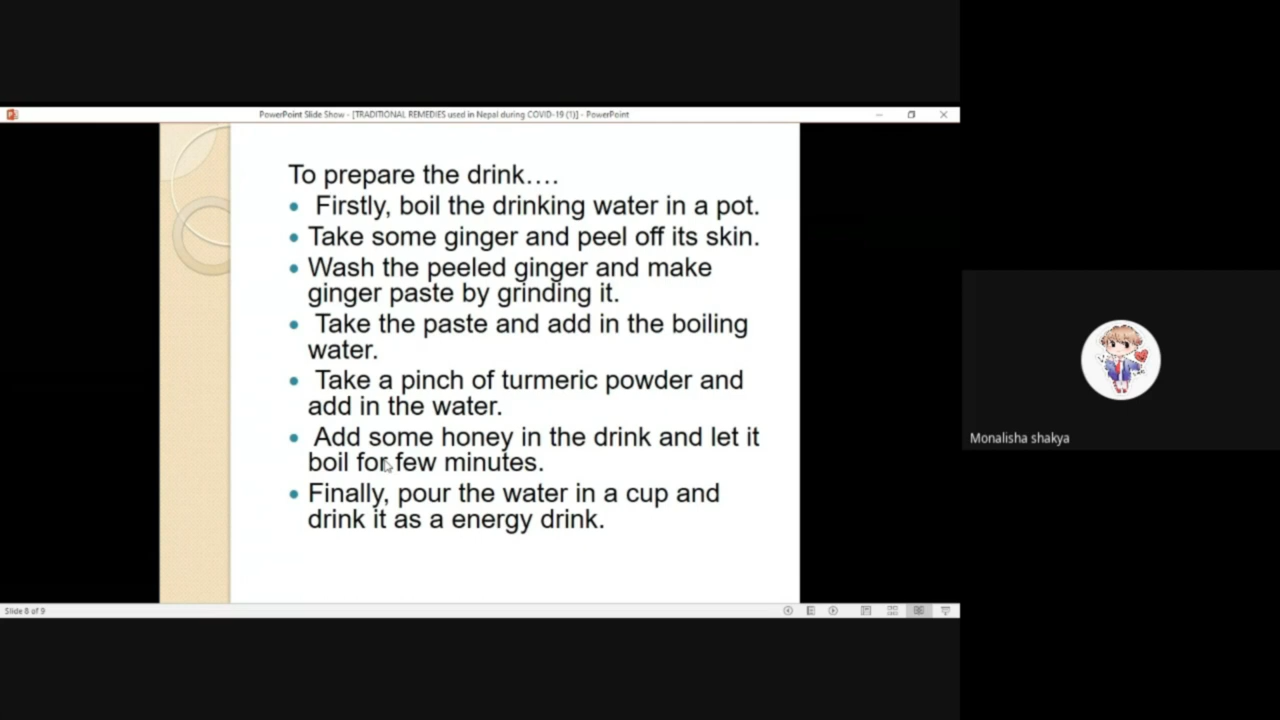 PowerPoint Slide Show - [TRADITIONAL REMEDIES used in Nepal during COVID-19 (1)] - PowerPoint
To prepare the drink….
• Firstly, boil the drinking water in a pot.
• Take some ginger and peel off its skin.
• Wash the peeled ginger and make
ginger paste by grinding it.
• Take the paste and add in the boiling
water.
• Take a pinch of turmeric powder and
add in the water.
• Add some honey in the drink and let it
boil for few minutes.
• Finally, pour the water in a cup and
drink it as a energy drink.
Slide 8 of 9
Monalisha shakya